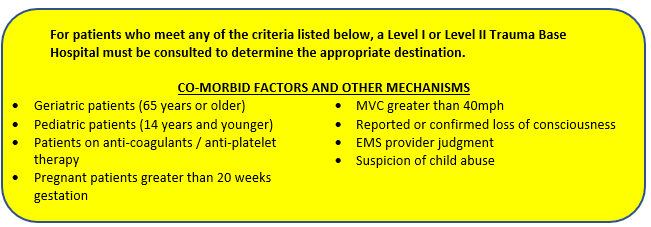 For patients who meet any of the criteria listed below, a Level I or Level II Trauma Base
Hospital must be consulted to determine the appropriate destination.
CO-MORBID FACTORS AND OTHER MECHANISMS
• Geriatric patients (65 years or older)
• Pediatric patients (14 years and younger)
• Patients on anti-coagulants / anti-platelet
therapy
• Pregnant patients greater than 20 weeks
gestation
• MVC greater than 40mph
• Reported or confirmed loss of consciousness
• EMS provider judgment
• Suspicion of child abuse